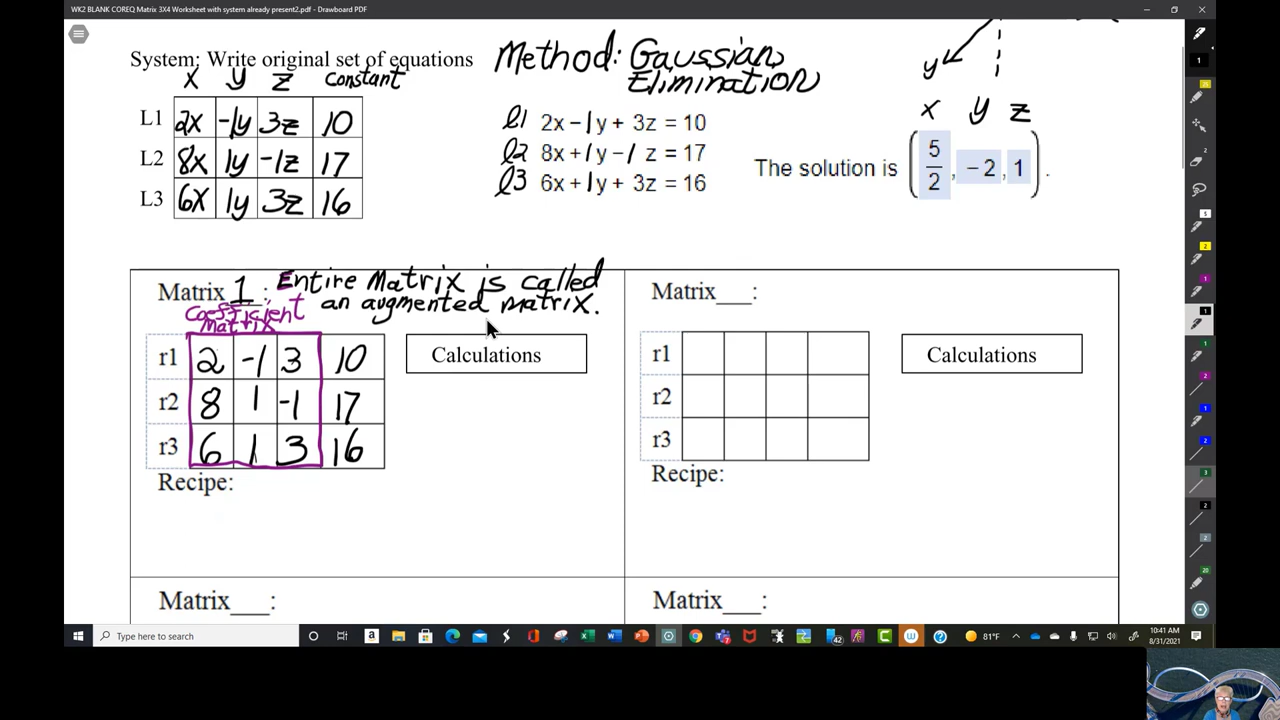 WK2 BLANK COREQ Matrix 3X4 Worksheet with system already present2.pdf - Drawboard PDF
System: Write original set of equations
x y z constant
L1 2x -1y 3z 10
L2 8x 1y -1z 17
L3 6x 1y 3z 16
Method: Gaussian
Elimination
l1 2x - 1y + 3z = 10
l2 8x + 1y - 1z = 17
l3 6x + 1y + 3z = 16
y
x y z
The solution is (5/2, -2, 1).
Matrix 1: Entire Matrix is called
an augmented matrix.
Coefficient
matrix
r1 2 -1 3 10
r2 8 1 -1 17
r3 6 1 3 16
Calculations
Recipe:
Matrix___:
r1
r2
r3
Calculations
Recipe:
Matrix___:
Matrix___:
Type here to search
81°F
10:41 AM
8/31/2021